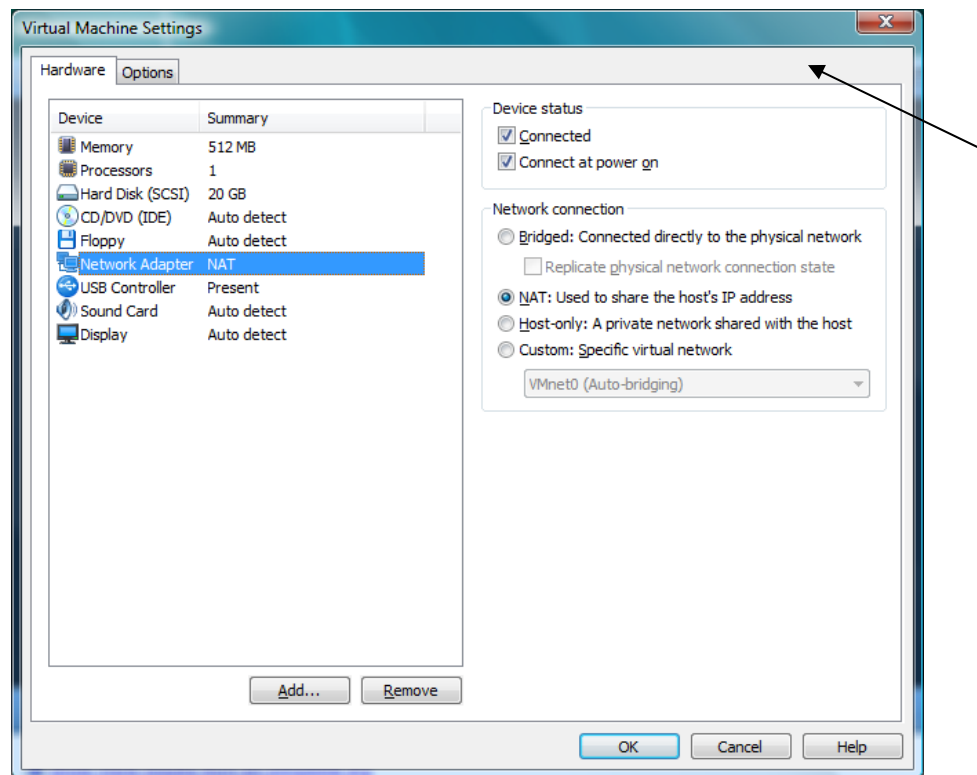 Virtual Machine Settings
Hardware Options
Device Summary
Memory 512 MB
Processors 1
Hard Disk (SCSI) 20 GB
CD/DVD (IDE) Auto detect
Floppy Auto detect
Network Adapter NAT
USB Controller Present
Sound Card Auto detect
Display Auto detect
Add... Remove
Device status
Connected
Connect at power on
Network connection
Bridged: Connected directly to the physical network
Replicate physical network connection state
NAT: Used to share the host's IP address
Host-only: A private network shared with the host
Custom: Specific virtual network
VMnet0 (Auto-bridging)
OK Cancel Help